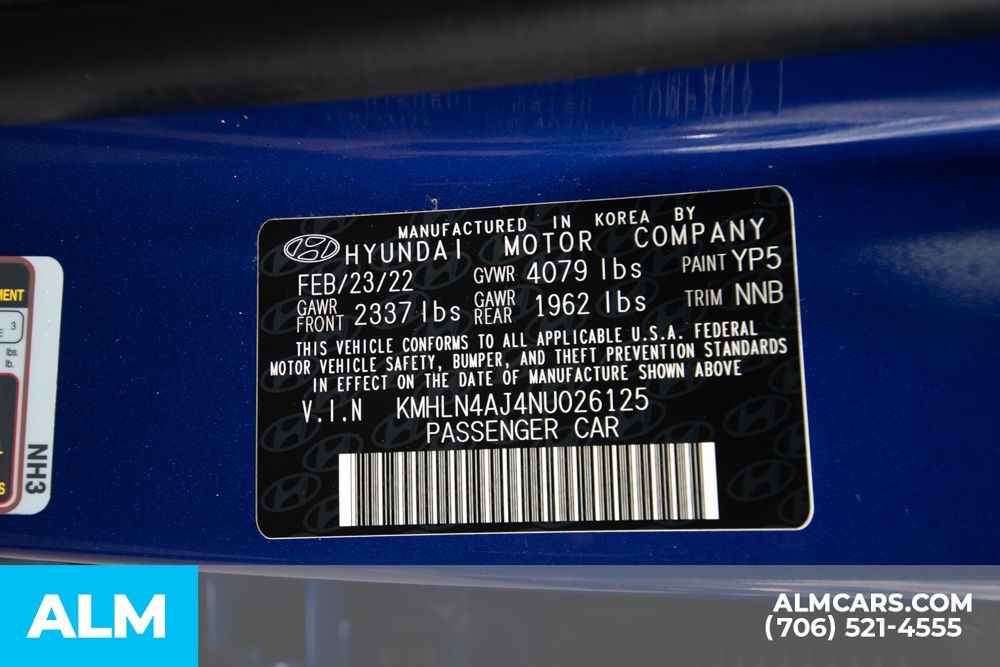 MANUFACTURED IN KOREA BY
HYUNDAI MOTOR COMPANY
FEB/23/22 GVWR 4079 lbs PAINT YP5
GAWR FRONT 2337 lbs GAWR REAR 1962 lbs TRIM NNB
THIS VEHICLE CONFORMS TO ALL APPLICABLE U.S.A. FEDERAL
MOTOR VEHICLE SAFETY, BUMPER, AND THEFT PREVENTION STANDARDS
IN EFFECT ON THE DATE OF MANUFACTURE SHOWN ABOVE
V.I.N KMHLN4AJ4NU026125
PASSENGER CAR
3
lbs.
lb.
NH3
ALM
ALMCARS.COM
(706) 521-4555